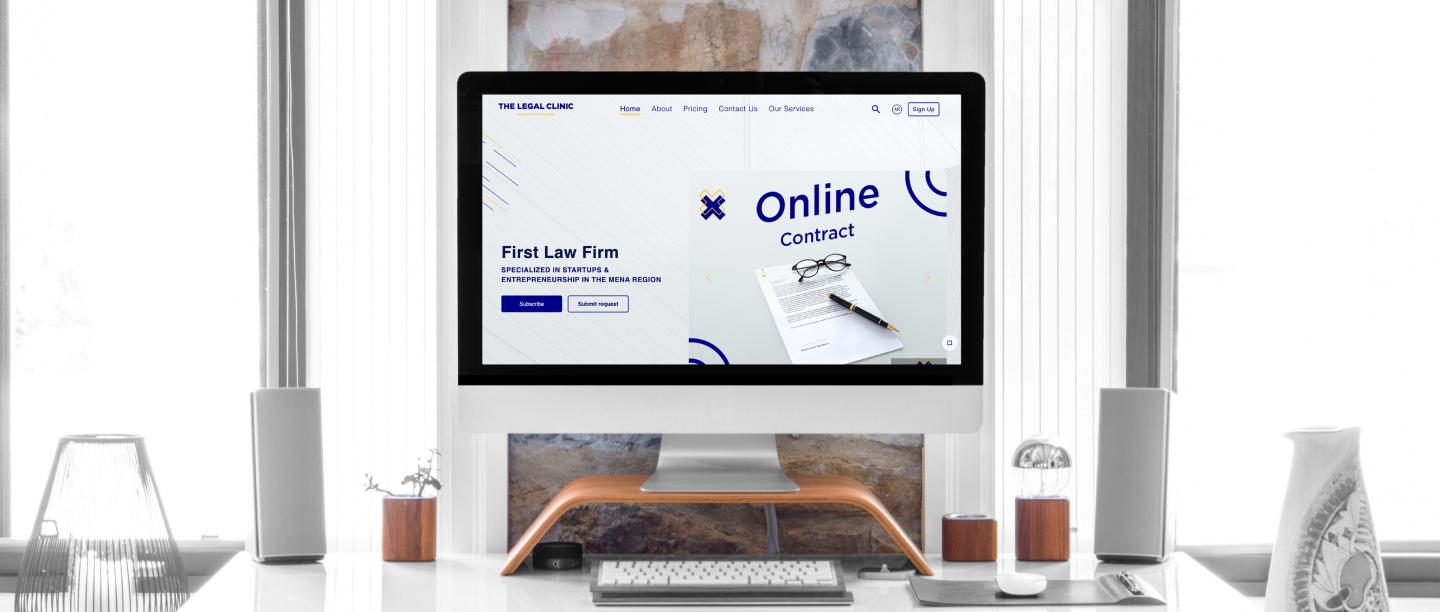 THE LEGAL CLINIC
Home About Pricing Contact Us Our Services
AR
Sign Up
Online
Contract
First Law Firm
SPECIALIZED IN STARTUPS &
ENTREPRENEURSHIP IN THE MENA REGION
Subscribe
Submit request